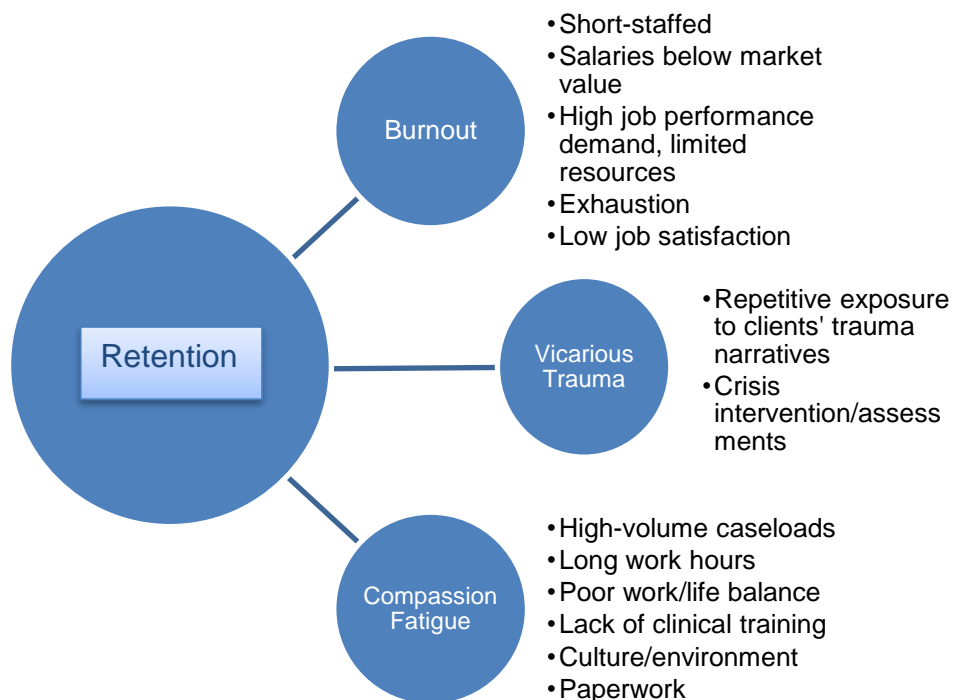 Retention
Burnout
•Short-staffed
•Salaries below market
value
•High job performance
demand, limited
resources
•Exhaustion
•Low job satisfaction
Vicarious
Trauma
•Repetitive exposure
to clients' trauma
narratives
•Crisis
intervention/assess
ments
Compassion
Fatigue
•High-volume caseloads
•Long work hours
•Poor work/life balance
•Lack of clinical training
•Culture/environment
•Paperwork